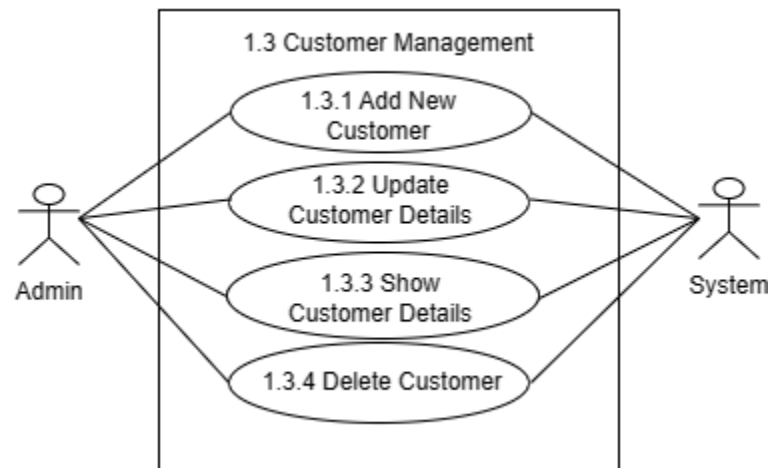 1.3 Customer Management
1.3.1 Add New
Customer
1.3.2 Update
Customer Details
1.3.3 Show
Customer Details
1.3.4 Delete Customer
Admin
System